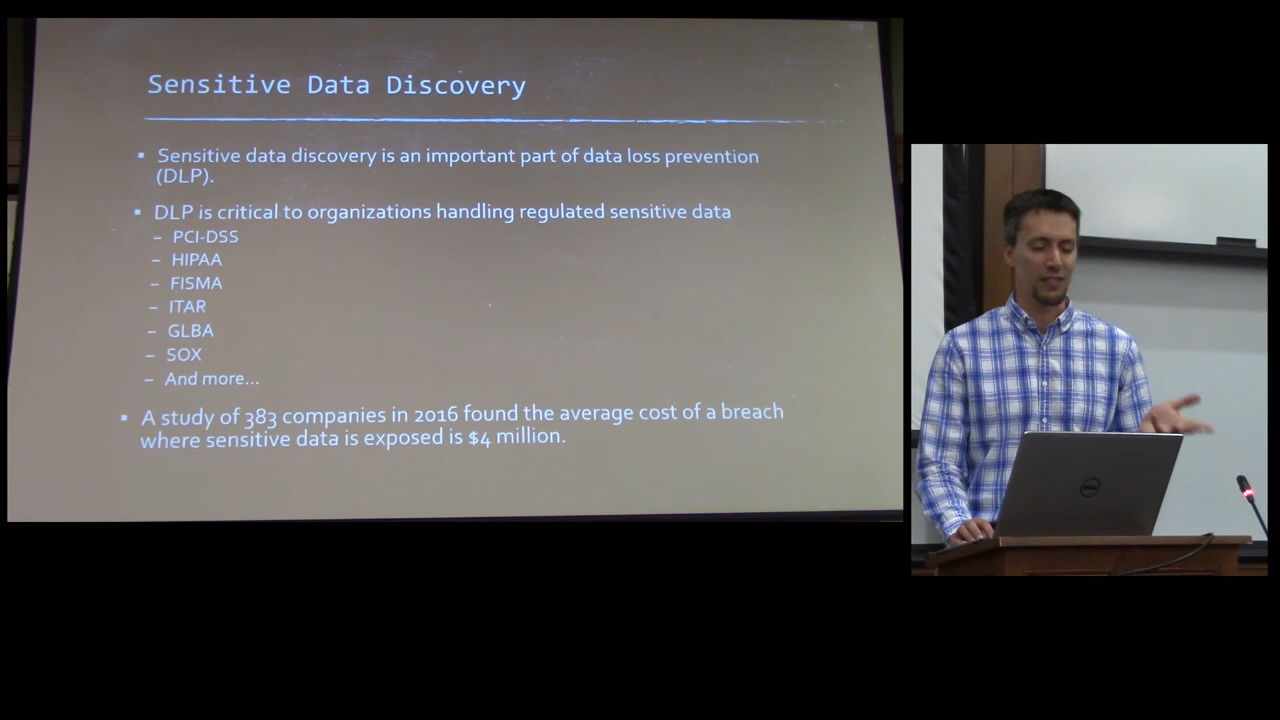 Sensitive Data Discovery
▪ Sensitive data discovery is an important part of data loss prevention
(DLP).
▪ DLP is critical to organizations handling regulated sensitive data
– PCI-DSS
– HIPAA
– FISMA
– ITAR
– GLBA
– SOX
– And more...
▪ A study of 383 companies in 2016 found the average cost of a breach
where sensitive data is exposed is $4 million.
DELL